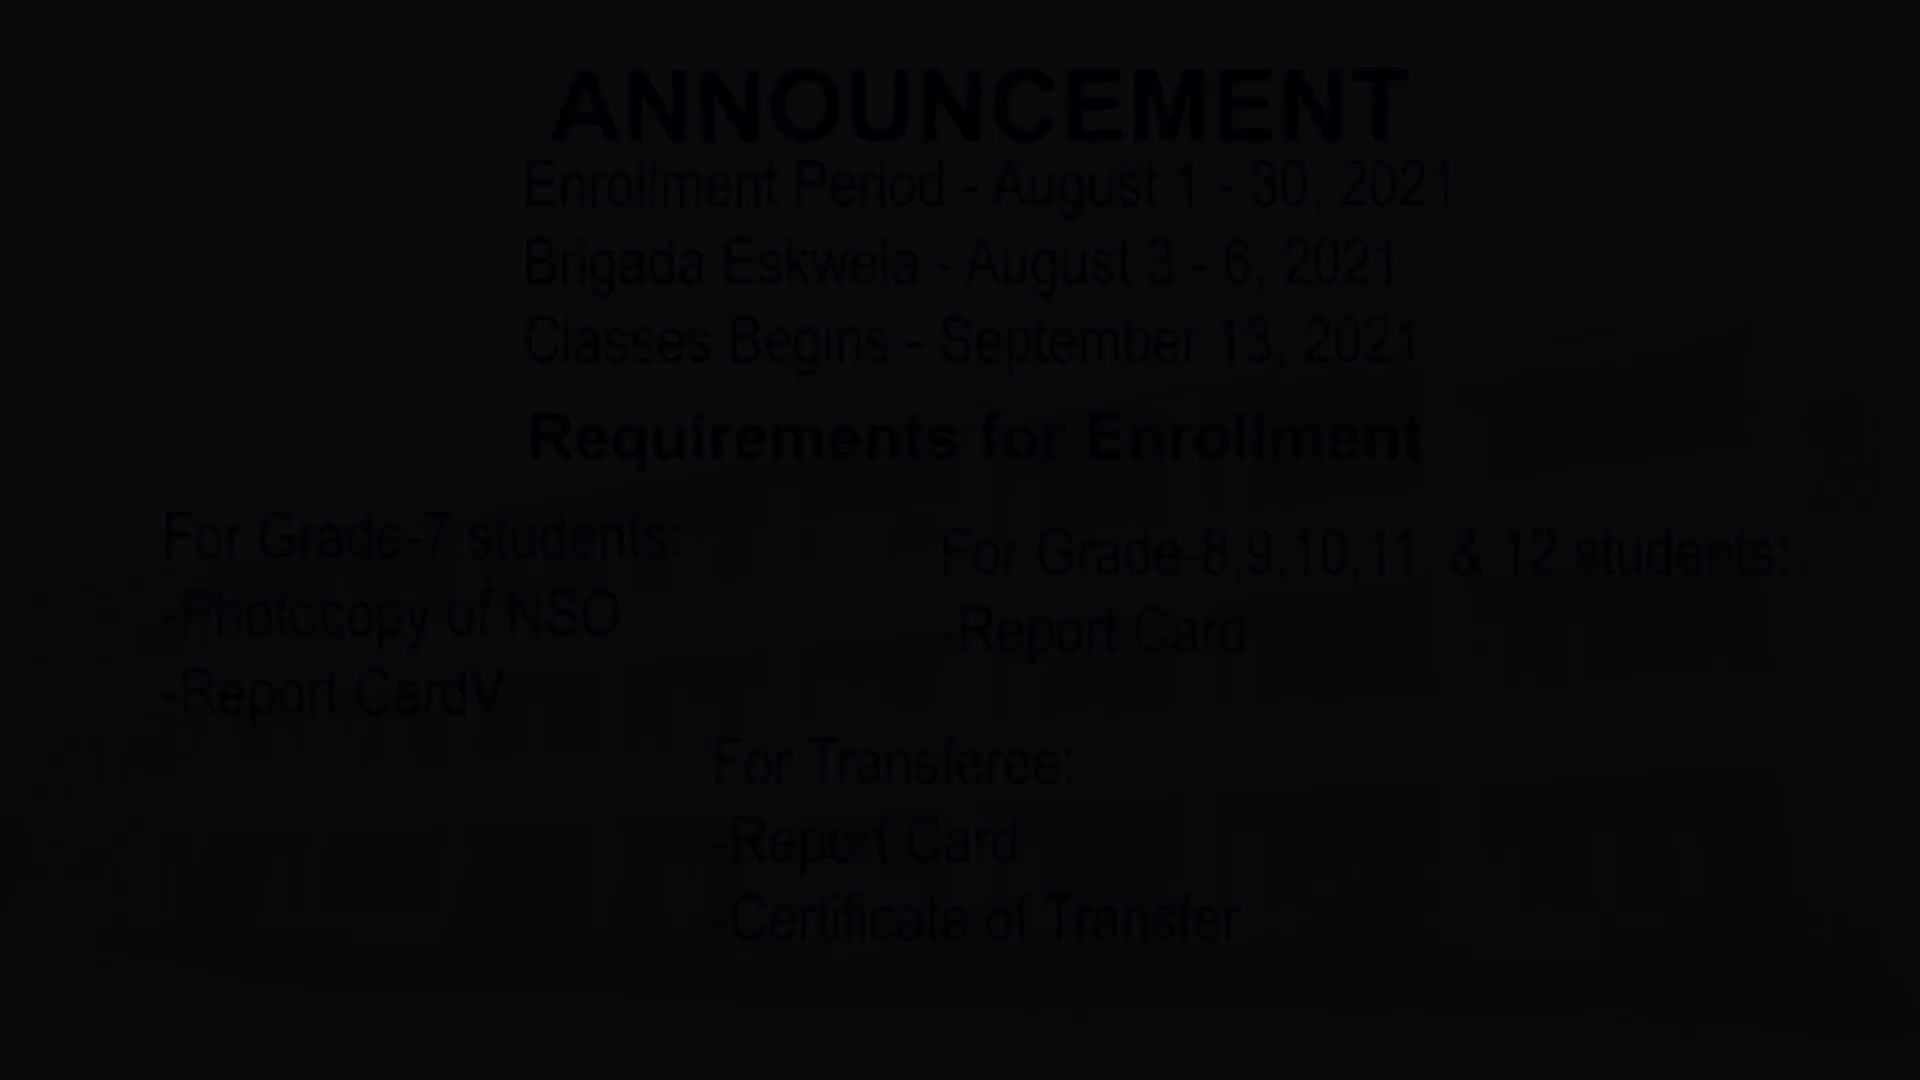 ANNOUNCEMENT
Enrollment Period - August 1 - 30, 2021
Brigada Eskwela - August 3 - 6, 2021
Classes Begins - September 13, 2021
Requirements for Enrollment
For Grade-7 students:
-Photocopy of NSO
-Report CardV
For Grade-8,9,10,11, & 12 students:
-Report Card
For Transferee:
-Report Card
-Certificate of Transfer